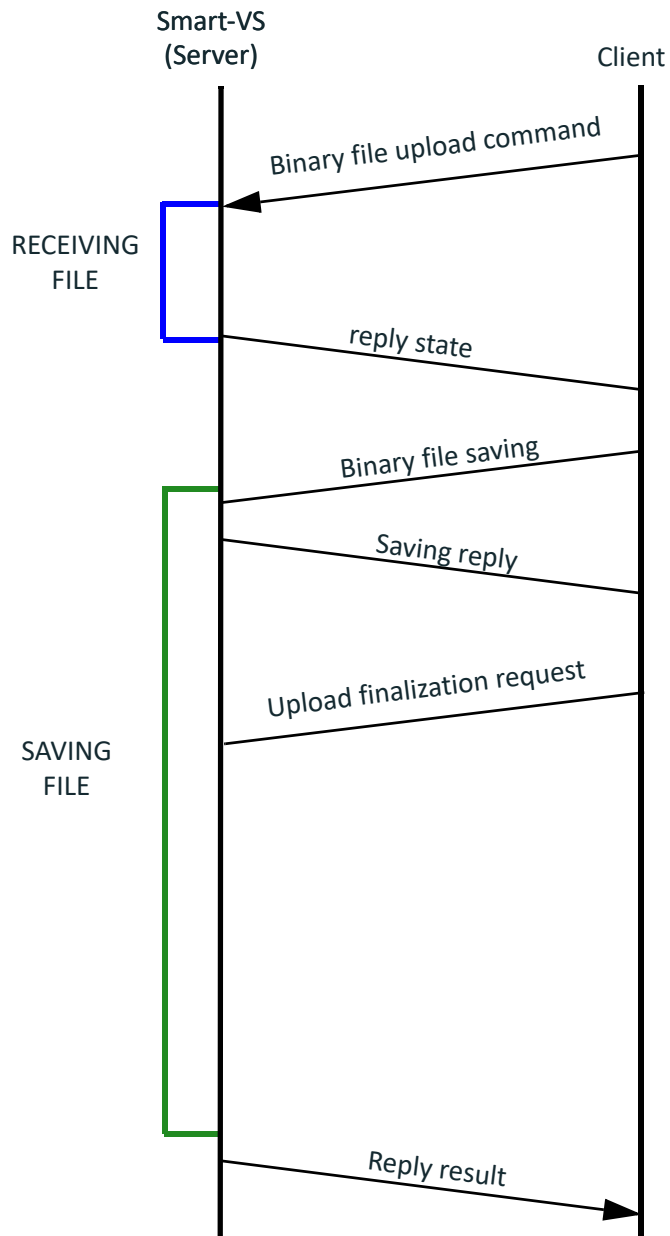 Smart-VS
(Server)
Client
Binary file upload command
RECEIVING
FILE
reply state
Binary file saving
Saving reply
Upload finalization request
SAVING
FILE
Reply result